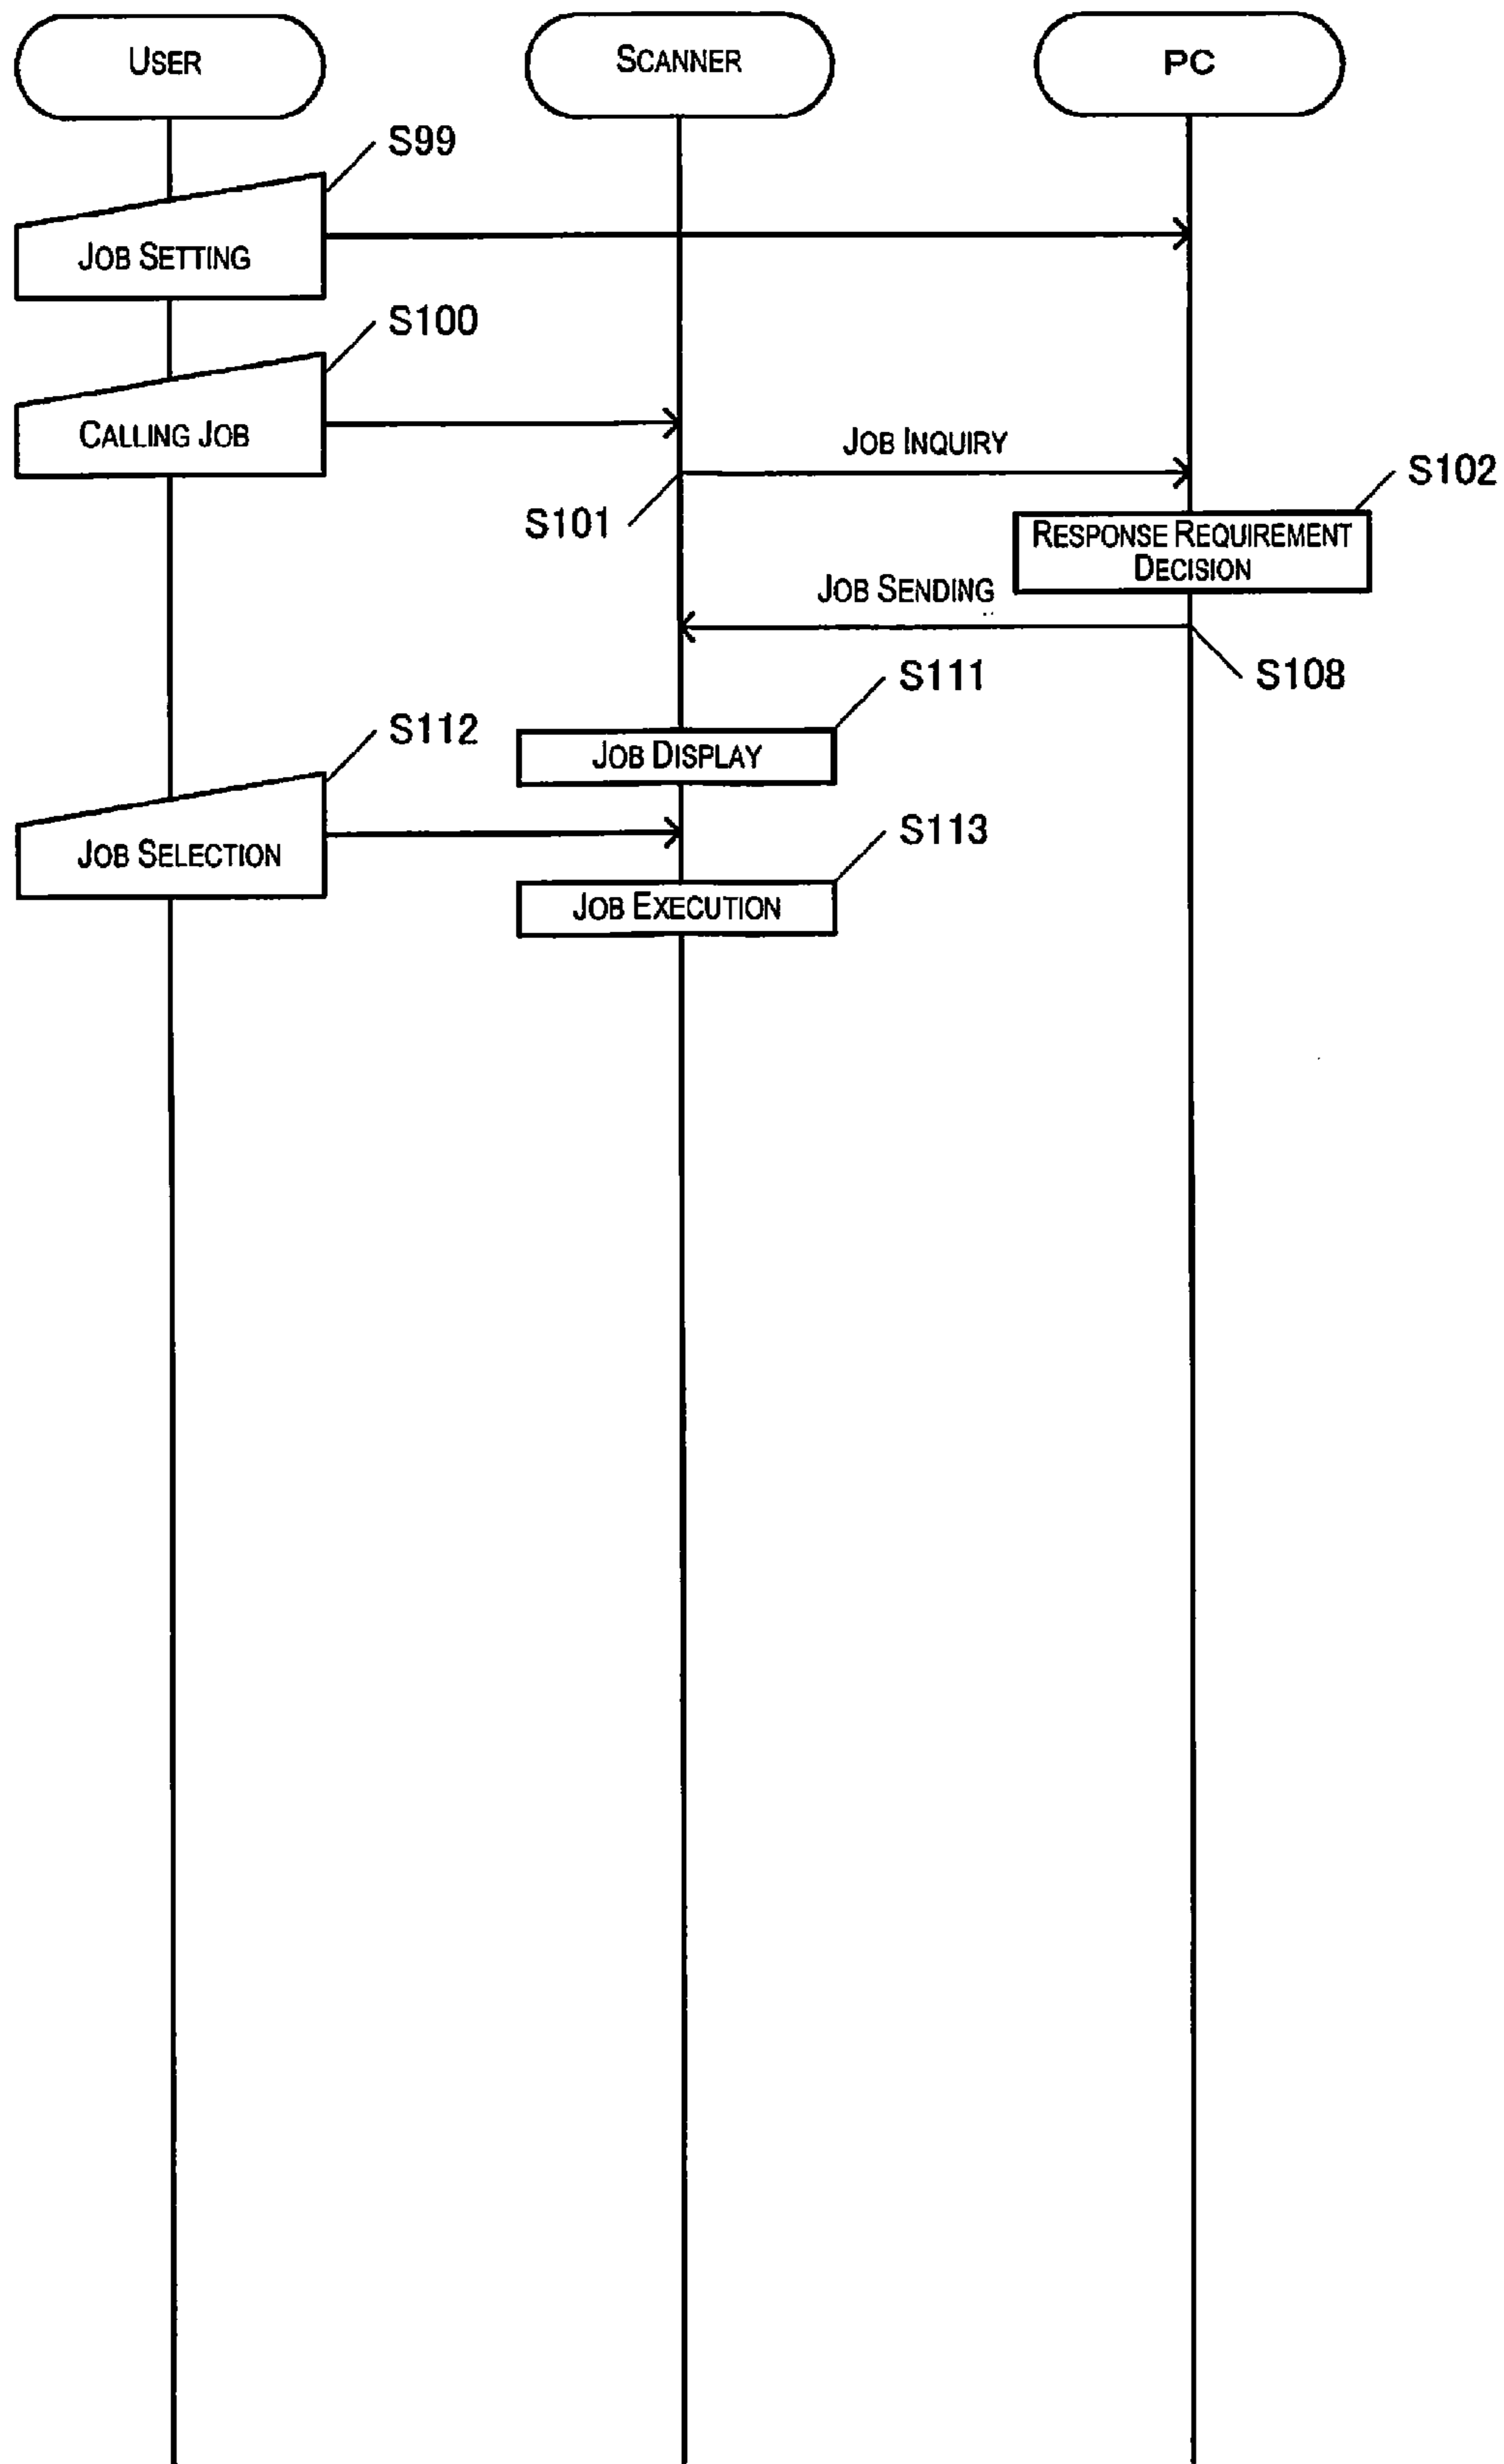 USER
SCANNER
PC
S99
JOB SETTING
S100
CALLING JOB
JOB INQUIRY
S101
S102
RESPONSE REQUIREMENT
DECISION
JOB SENDING
S108
S111
JOB DISPLAY
S112
JOB SELECTION
S113
JOB EXECUTION